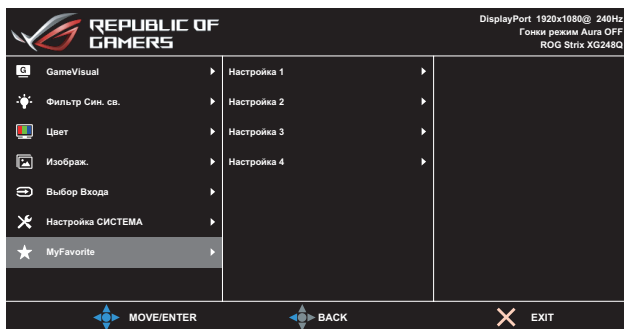 REPUBLIC OF
GAMERS
DisplayPort 1920x1080@ 240Hz
Гонки режим Aura OFF
ROG Strix XG248Q
G
GameVisual
Фильтр Син. св.
Цвет
Изображ.
Выбор Входа
Настройка СИСТЕМА
MyFavorite
Настройка 1
Настройка 2
Настройка 3
Настройка 4
MOVE/ENTER
BACK
EXIT